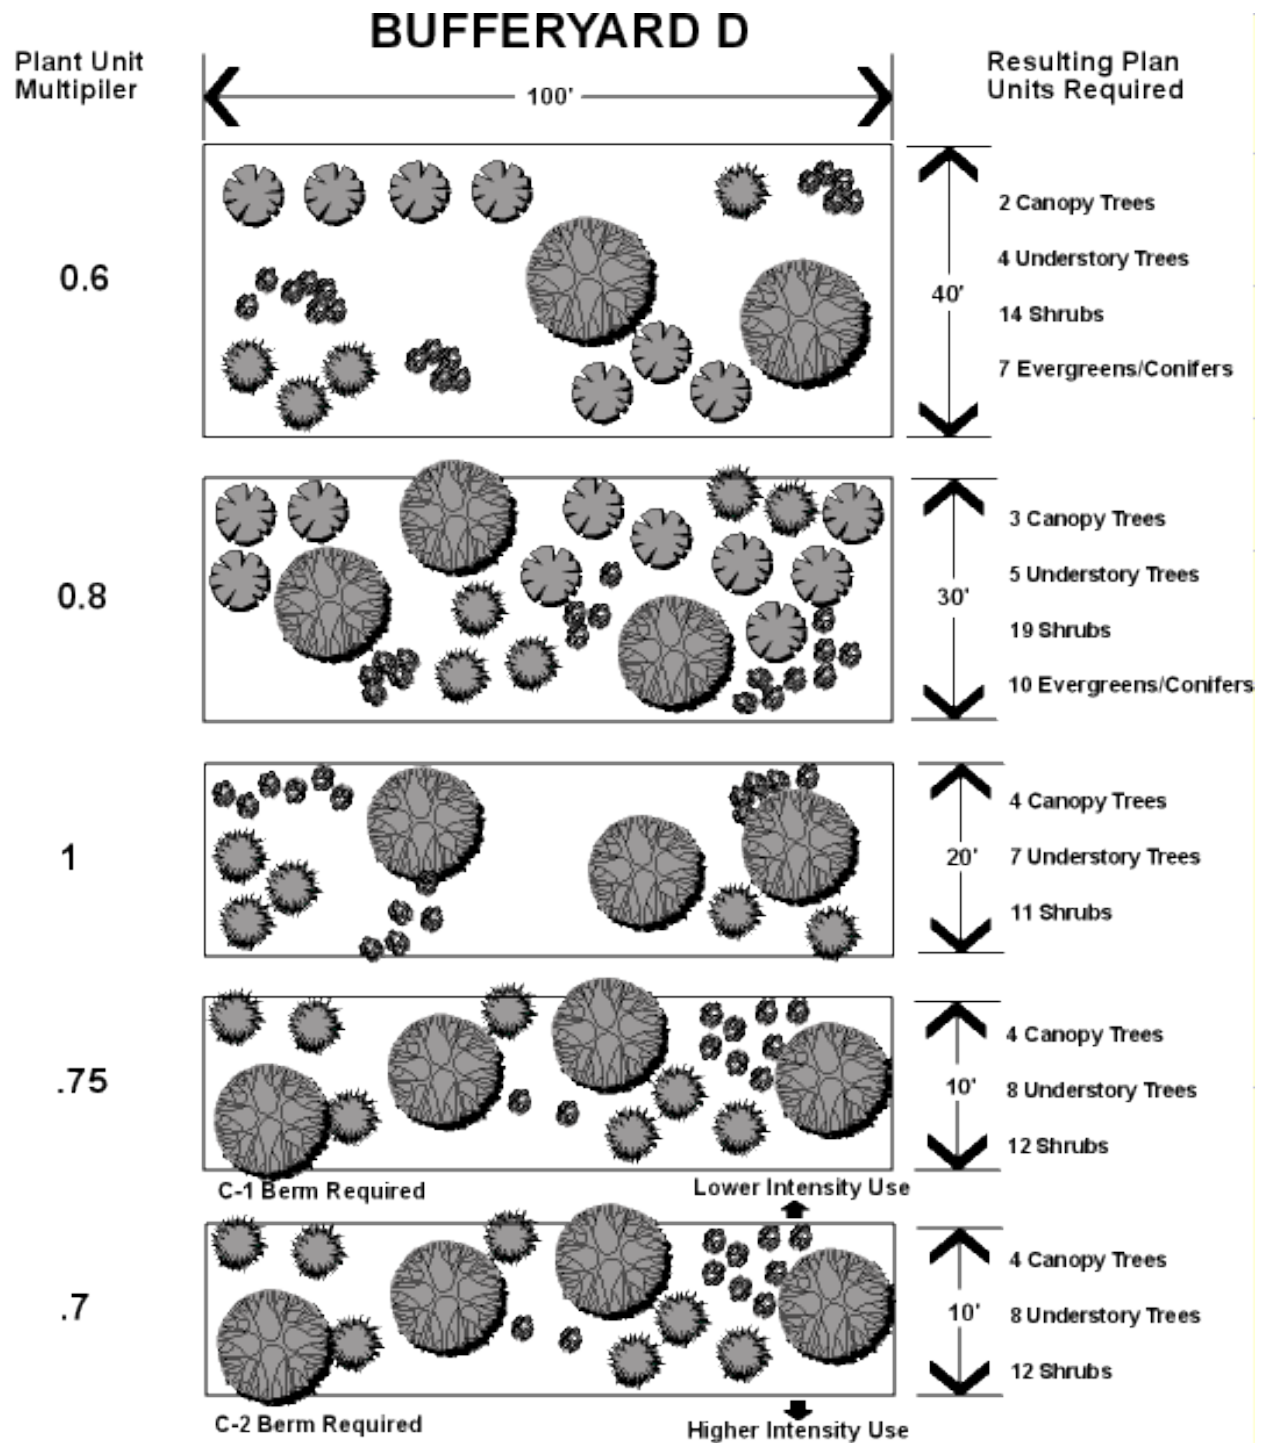 BUFFERYARD D
Plant Unit
Multipiler
100'
Resulting Plan
Units Required
0.6
40'
2 Canopy Trees
4 Understory Trees
14 Shrubs
7 Evergreens/Conifers
0.8
30'
3 Canopy Trees
5 Understory Trees
19 Shrubs
10 Evergreens/Conifers
1
20'
4 Canopy Trees
7 Understory Trees
11 Shrubs
.75
10'
4 Canopy Trees
8 Understory Trees
12 Shrubs
C-1 Berm Required
Lower Intensity Use
.7
10'
4 Canopy Trees
8 Understory Trees
12 Shrubs
C-2 Berm Required
Higher Intensity Use